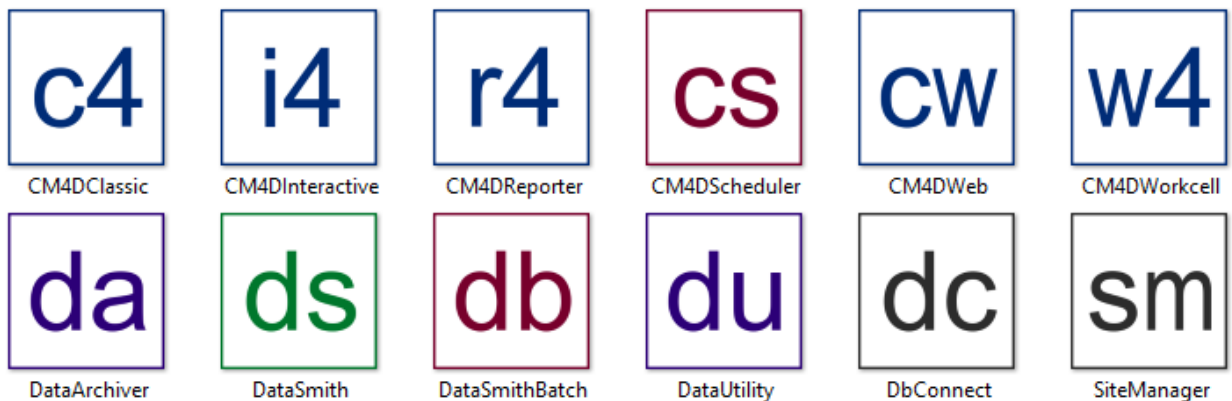 c4 i4 r4 cs cw w4
CM4DClassic CM4DInteractive CM4DReporter CM4DScheduler CM4DWeb CM4DWorkcell
da ds db du dc sm
DataArchiver DataSmith DataSmithBatch DataUtility DbConnect SiteManager